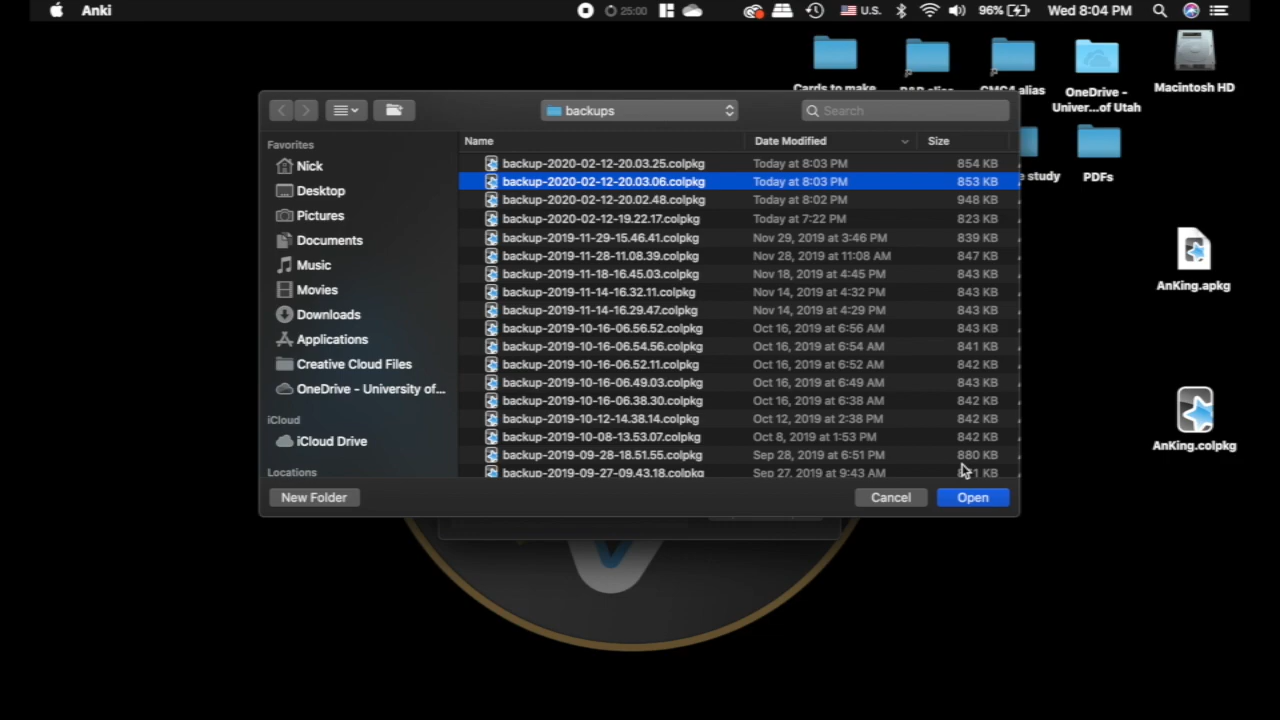 Anki 25:00 U.S. 96% Wed 8:04 PM
Macintosh HD
OneDrive -
Univer...of Utah
PDFs
AnKing.apkg
AnKing.colpkg
backups Search
Favorites
Nick
Desktop
Pictures
Documents
Music
Movies
Downloads
Applications
Creative Cloud Files
OneDrive - University of...
iCloud
iCloud Drive
Locations
Name Date Modified Size
backup-2020-02-12-20.03.25.colpkg Today at 8:03 PM 854 KB
backup-2020-02-12-20.03.06.colpkg Today at 8:03 PM 853 KB
backup-2020-02-12-20.02.48.colpkg Today at 8:02 PM 948 KB
backup-2020-02-12-19.22.17.colpkg Today at 7:22 PM 823 KB
backup-2019-11-29-15.46.41.colpkg Nov 29, 2019 at 3:46 PM 839 KB
backup-2019-11-28-11.08.39.colpkg Nov 28, 2019 at 11:08 AM 847 KB
backup-2019-11-18-16.45.03.colpkg Nov 18, 2019 at 4:45 PM 843 KB
backup-2019-11-14-16.32.11.colpkg Nov 14, 2019 at 4:32 PM 843 KB
backup-2019-11-14-16.29.47.colpkg Nov 14, 2019 at 4:29 PM 843 KB
backup-2019-10-16-06.56.52.colpkg Oct 16, 2019 at 6:56 AM 843 KB
backup-2019-10-16-06.54.56.colpkg Oct 16, 2019 at 6:54 AM 841 KB
backup-2019-10-16-06.52.11.colpkg Oct 16, 2019 at 6:52 AM 842 KB
backup-2019-10-16-06.49.03.colpkg Oct 16, 2019 at 6:49 AM 843 KB
backup-2019-10-16-06.38.30.colpkg Oct 16, 2019 at 6:38 AM 842 KB
backup-2019-10-12-14.38.14.colpkg Oct 12, 2019 at 2:38 PM 842 KB
backup-2019-10-08-13.53.07.colpkg Oct 8, 2019 at 1:53 PM 842 KB
backup-2019-09-28-18.51.55.colpkg Sep 28, 2019 at 6:51 PM 880 KB
backup-2019-09-27-09.43.18.colpkg Sep 27, 2019 at 9:43 AM KB
New Folder Cancel Open
Cards to make
alias
alias
study